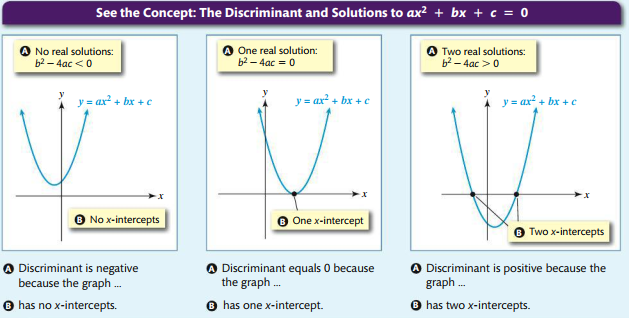 See the Concept: The Discriminant and Solutions to ax² + bx + c = 0
A No real solutions:
b² – 4ac < 0
y
y = ax² + bx + c
x
B No x-intercepts
A Discriminant is negative
because the graph ...
B has no x-intercepts.
A One real solution:
b² – 4ac = 0
y
y = ax² + bx + c
x
B One x-intercept
A Discriminant equals 0 because
the graph ...
B has one x-intercept.
A Two real solutions:
b² – 4ac > 0
y
y = ax² + bx + c
x
B Two x-intercepts
A Discriminant is positive because the
graph ...
B has two x-intercepts.